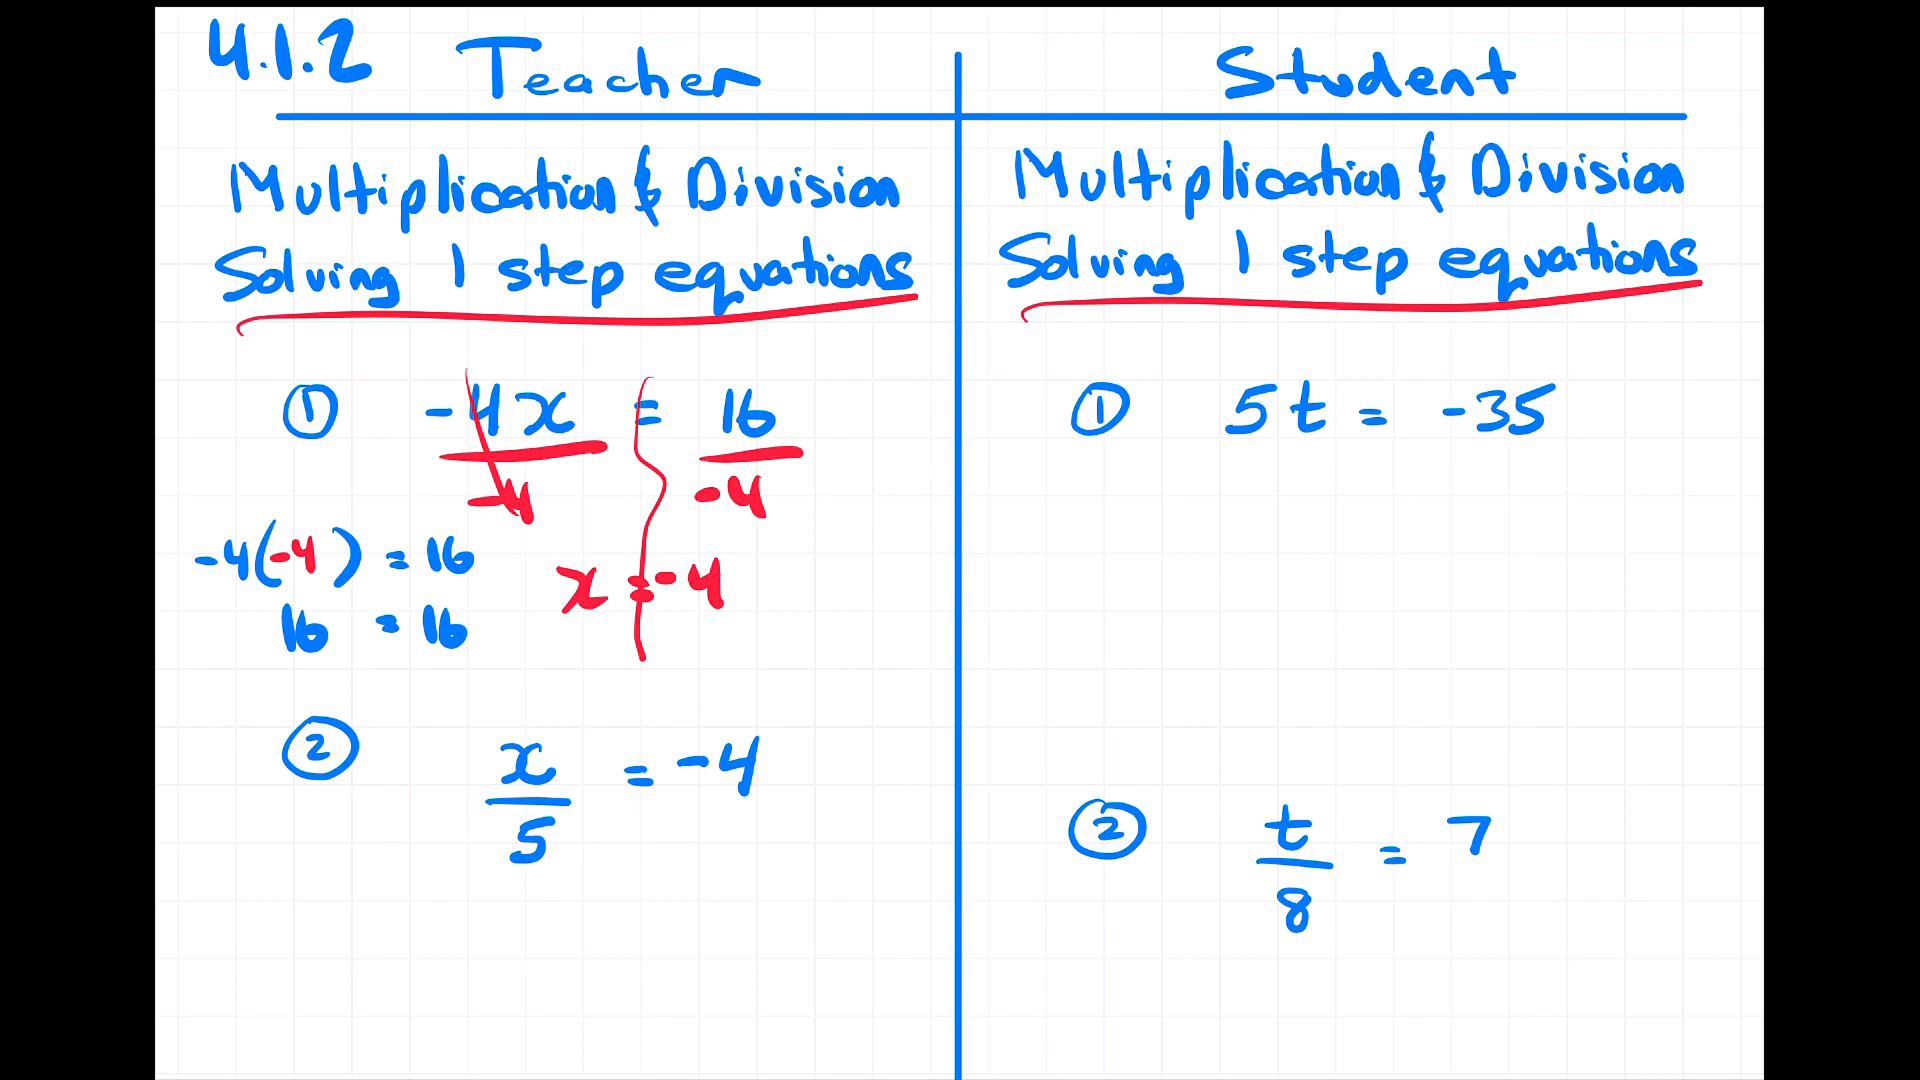 4.1.2 Teacher
Multiplication & Division
Solving 1 step equations
① -4x = 16
-4 -4
-4(-4) = 16
x = -4
16 = 16
② x/5 = -4
Student
Multiplication & Division
Solving 1 step equations
① 5t = -35
② t/8 = 7